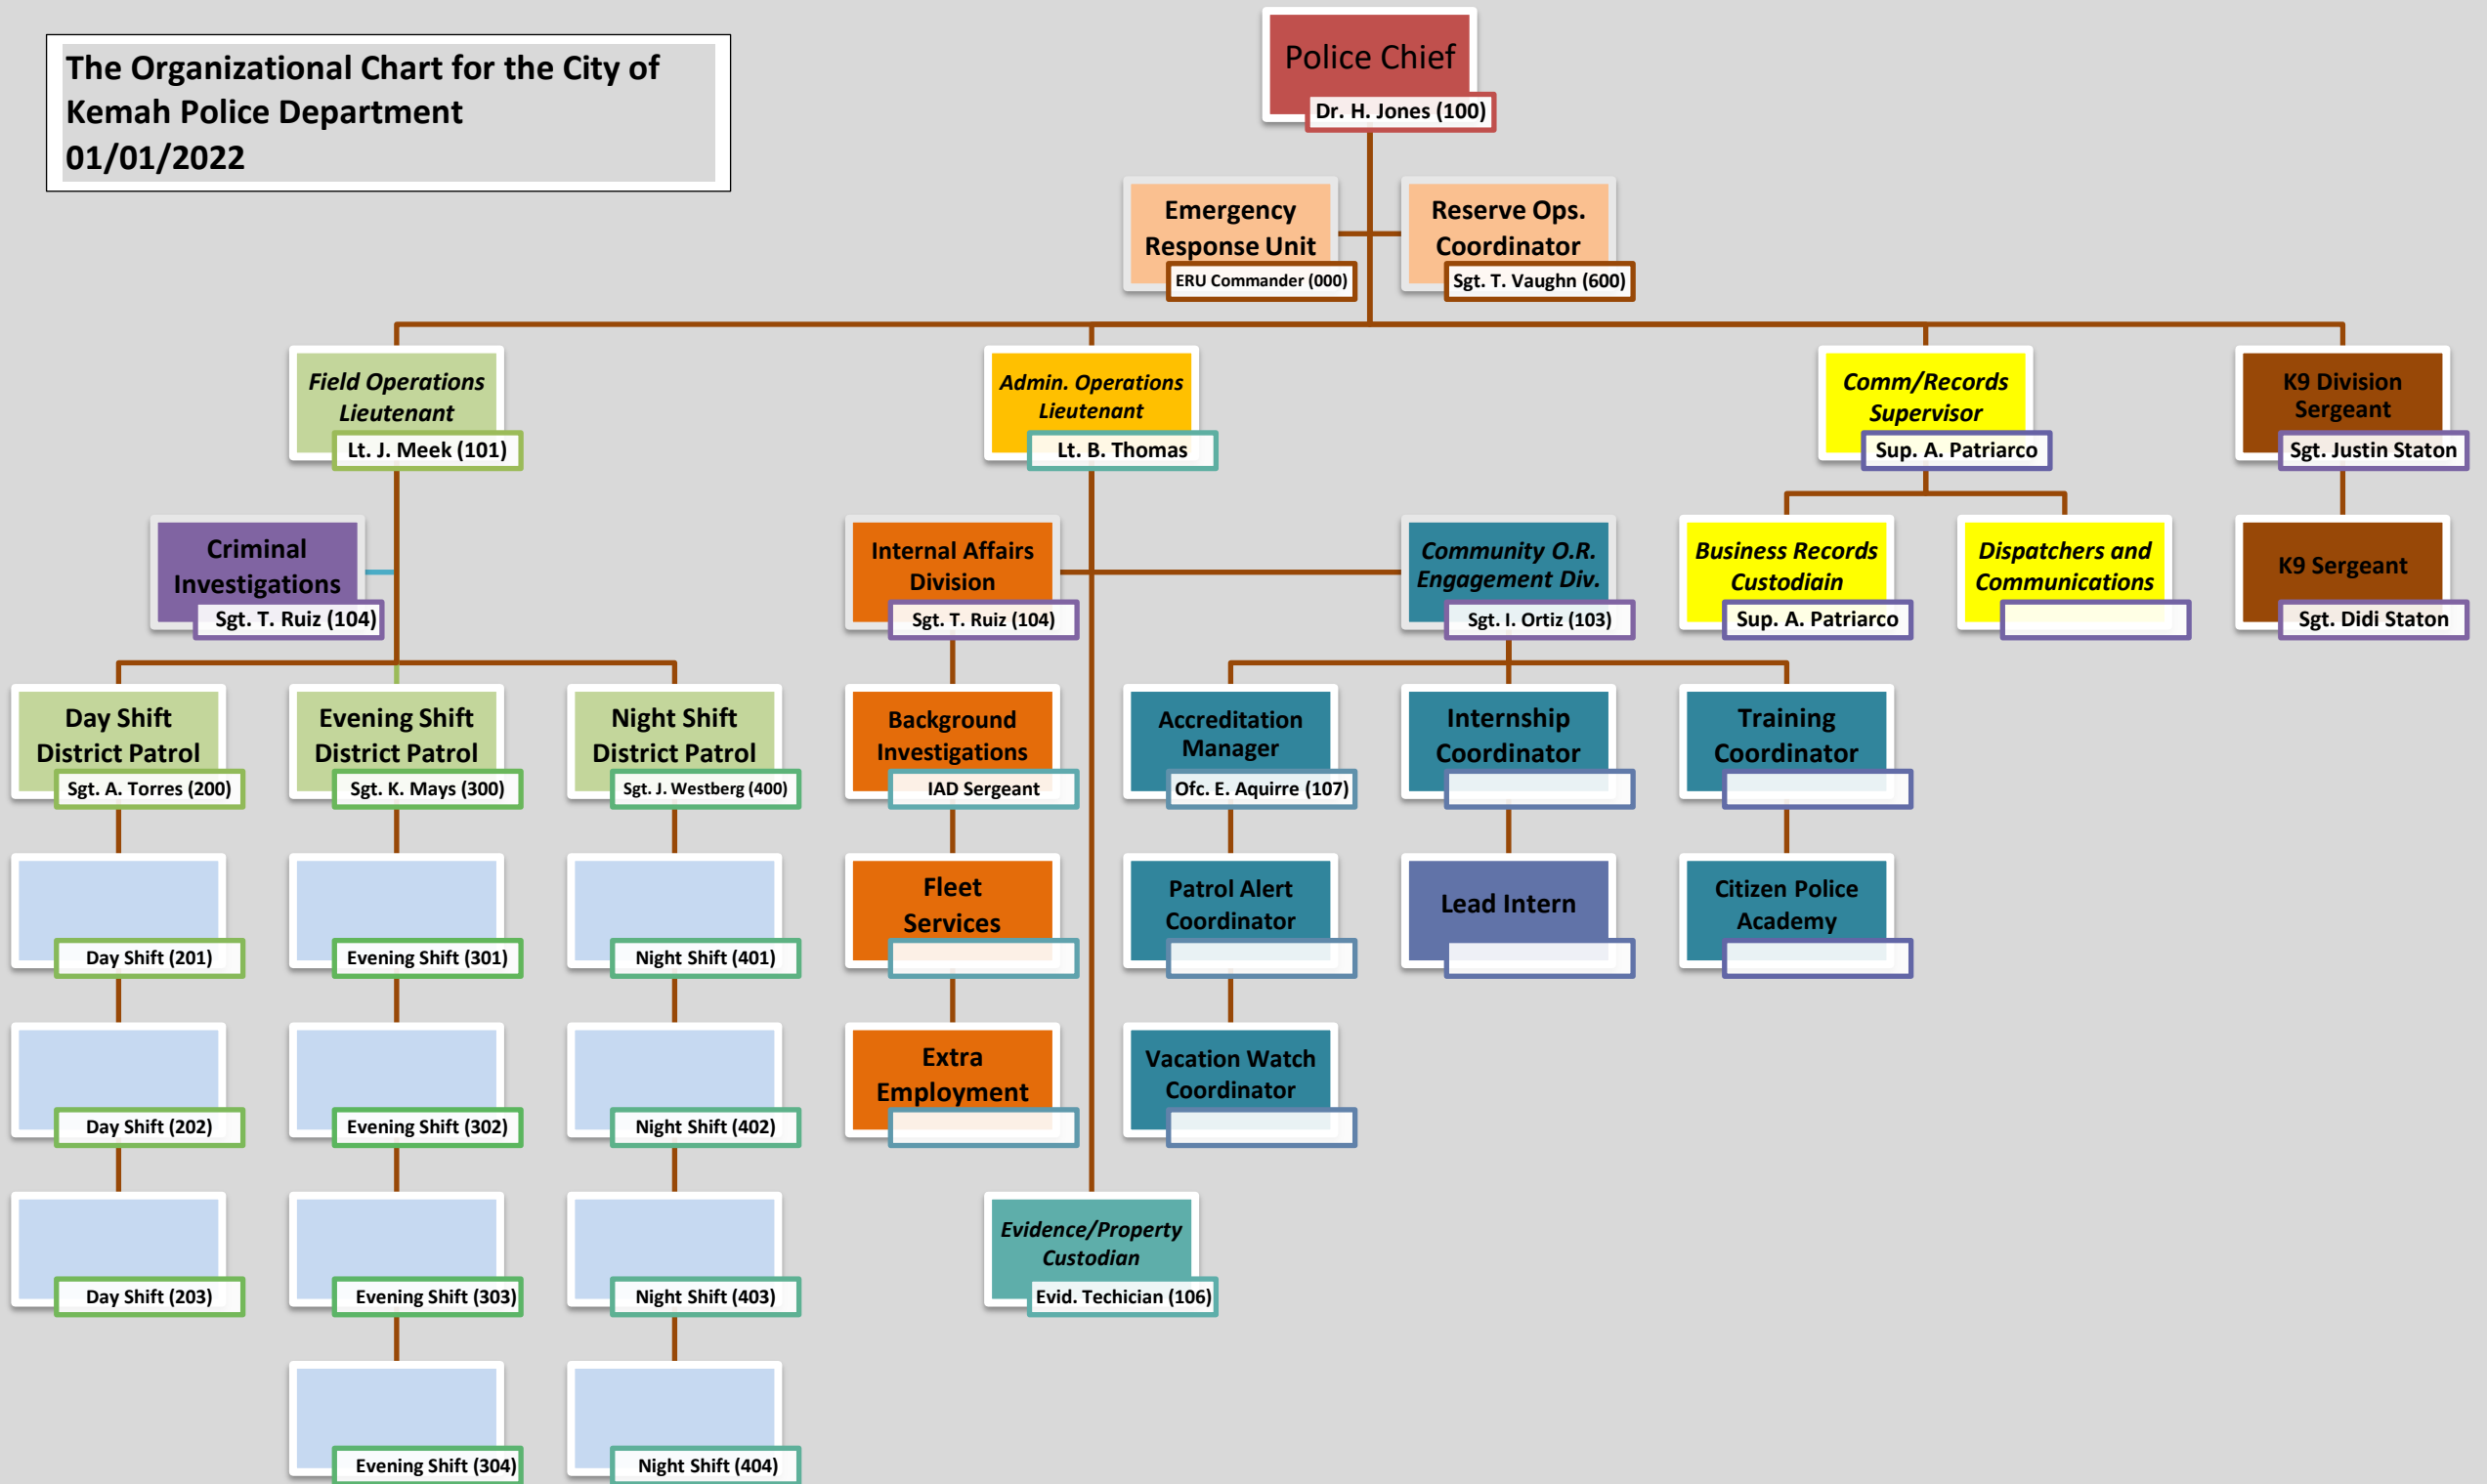 The Organizational Chart for the City of
Kemah Police Department
01/01/2022
Police Chief
Dr. H. Jones (100)
Emergency
Response Unit
ERU Commander (000)
Reserve Ops.
Coordinator
Sgt. T. Vaughn (600)
Field Operations
Lieutenant
Lt. J. Meek (101)
Admin. Operations
Lieutenant
Lt. B. Thomas
Comm/Records
Supervisor
Sup. A. Patriarco
K9 Division
Sergeant
Sgt. Justin Staton
Criminal
Investigations
Sgt. T. Ruiz (104)
Internal Affairs
Division
Sgt. T. Ruiz (104)
Community O.R.
Engagement Div.
Sgt. I. Ortiz (103)
Business Records
Custodiain
Sup. A. Patriarco
Dispatchers and
Communications
K9 Sergeant
Sgt. Didi Staton
Day Shift
District Patrol
Sgt. A. Torres (200)
Evening Shift
District Patrol
Sgt. K. Mays (300)
Night Shift
District Patrol
Sgt. J. Westberg (400)
Background
Investigations
IAD Sergeant
Accreditation
Manager
Ofc. E. Aquirre (107)
Internship
Coordinator
Training
Coordinator
Day Shift (201)
Evening Shift (301)
Night Shift (401)
Fleet
Services
Patrol Alert
Coordinator
Lead Intern
Citizen Police
Academy
Day Shift (202)
Evening Shift (302)
Night Shift (402)
Extra
Employment
Vacation Watch
Coordinator
Day Shift (203)
Evening Shift (303)
Night Shift (403)
Evidence/Property
Custodian
Evid. Techician (106)
Evening Shift (304)
Night Shift (404)